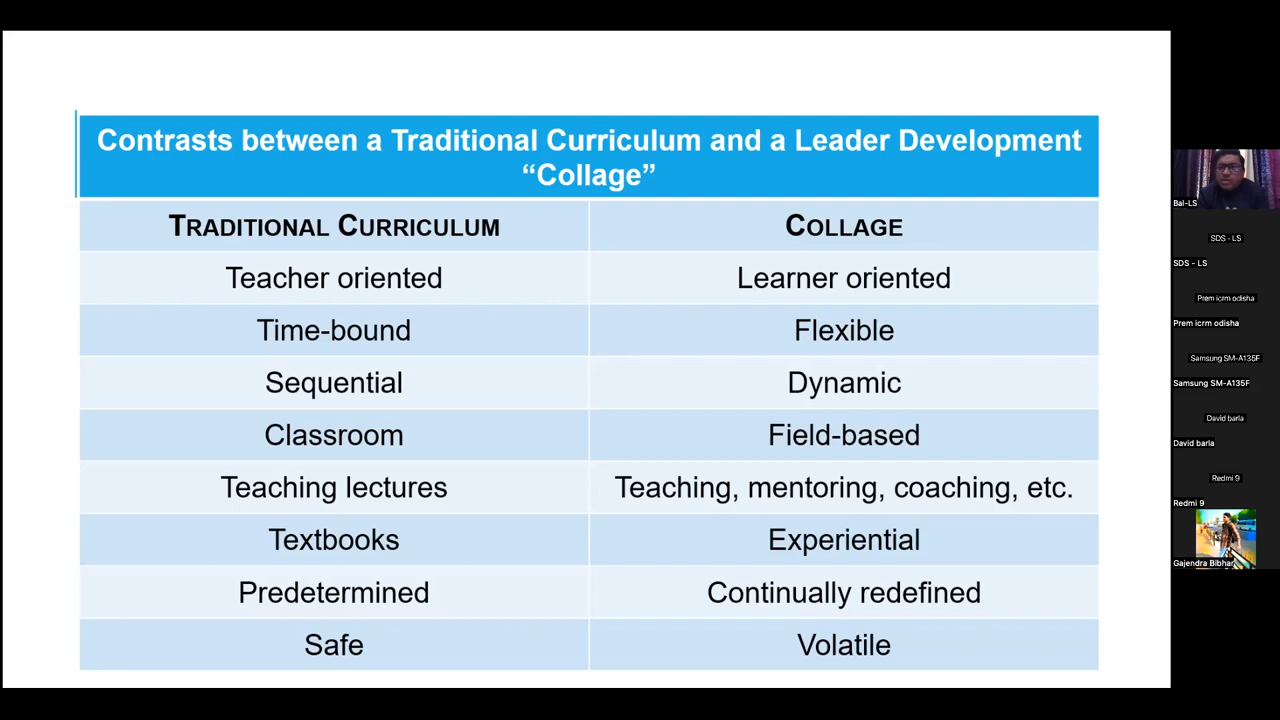 Contrasts between a Traditional Curriculum and a Leader Development
“Collage”
TRADITIONAL CURRICULUM
COLLAGE
Teacher oriented
Learner oriented
Time-bound
Flexible
Sequential
Dynamic
Classroom
Field-based
Teaching lectures
Teaching, mentoring, coaching, etc.
Textbooks
Experiential
Predetermined
Continually redefined
Safe
Volatile
Bal-LS
SDS - LS
SDS - LS
Prem icrm odisha
Prem icrm odisha
Samsung SM-A135F
Samsung SM-A135F
David barla
David barla
Redmi 9
Redmi 9
Gajendra Bibhar